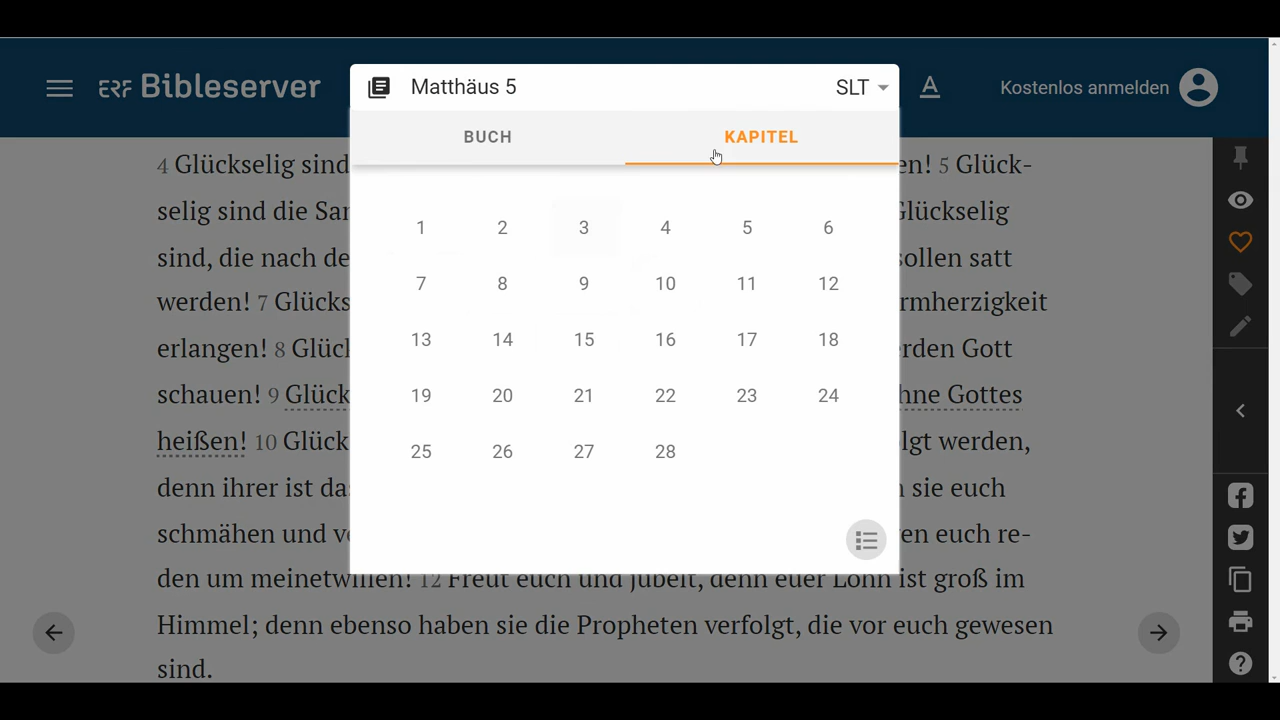 ERF Bibleserver
Matthäus 5
SLT
A
Kostenlos anmelden
BUCH
KAPITEL
1 2 3 4 5 6
7 8 9 10 11 12
13 14 15 16 17 18
19 20 21 22 23 24
25 26 27 28
4 Glückselig sind en! 5 Glück-
selig sind die San Glückselig
sind, die nach de sollen satt
werden! 7 Glücks rmherzigkeit
erlangen! 8 Glück rden Gott
schauen! 9 Glück hne Gottes
heißen! 10 Glück lgt werden,
denn ihrer ist da sie euch
schmähen und v en euch re-
den um meinetwillen! 12 Freut euch und jubelt, denn euer Lohn ist groß im
Himmel; denn ebenso haben sie die Propheten verfolgt, die vor euch gewesen
sind.